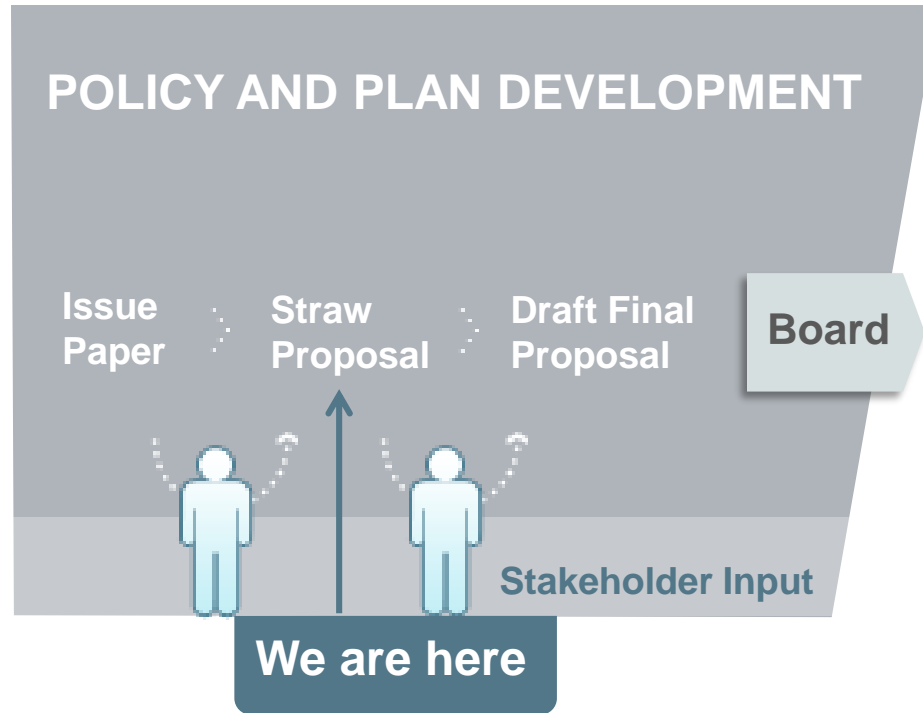 POLICY AND PLAN DEVELOPMENT
Issue
Paper
Straw
Proposal
Draft Final
Proposal
Board
Stakeholder Input
We are here